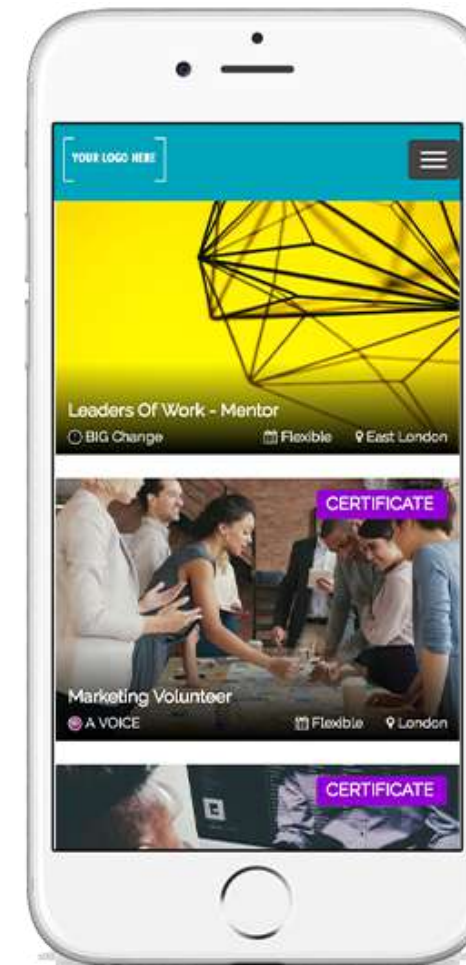 YOUR LOGO HERE
Leaders Of Work - Mentor
BIG Change Flexible East London
CERTIFICATE
Marketing Volunteer
A VOICE Flexible London
CERTIFICATE